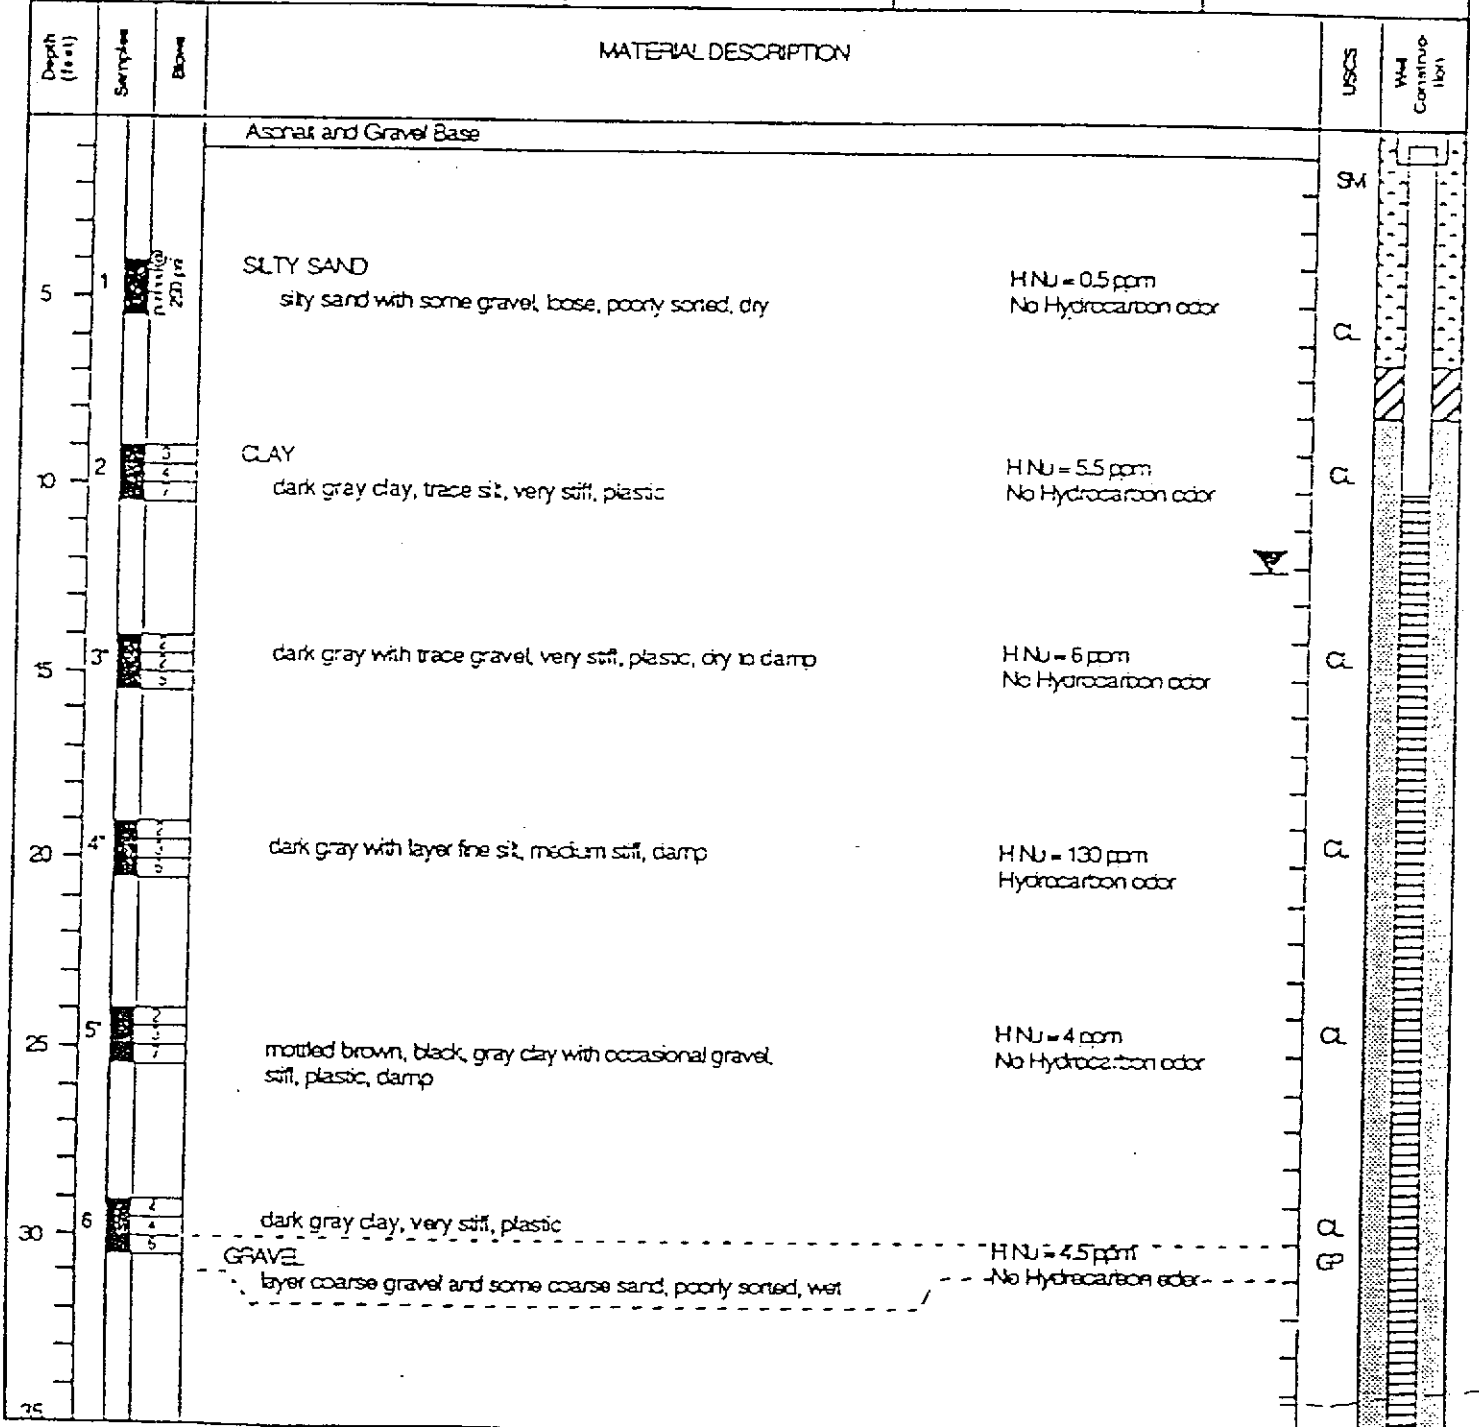 Depth (feet)
Samples
Blows
MATERIAL DESCRIPTION
USCS
Well Construc-tion
and Gravel Base
SM
SILTY SAND
silty sand with some gravel, loose, poorly sorted, dry
HNu = 0.5 ppm
No Hydrocarbon odor
5
1
250 psi
CL
CLAY
dark gray clay, trace silt, very stiff, plastic
HNu = 5.5 ppm
No Hydrocarbon odor
10
2
CL
dark gray with trace gravel, very stiff, plastic, dry to damp
HNu = 6 ppm
No Hydrocarbon odor
15
3
CL
dark gray with layer fine silt, medium stiff, damp
HNu = 130 ppm
Hydrocarbon odor
20
4
CL
mottled brown, black, gray clay with occasional gravel,
stiff, plastic, damp
HNu = 4 ppm
No Hydrocarbon odor
25
5
CL
dark gray clay, very stiff, plastic
30
6
CL
GRAVEL
layer coarse gravel and some coarse sand, poorly sorted, wet
HNu = 4.5 ppm
No Hydrocarbon odor
GP
35